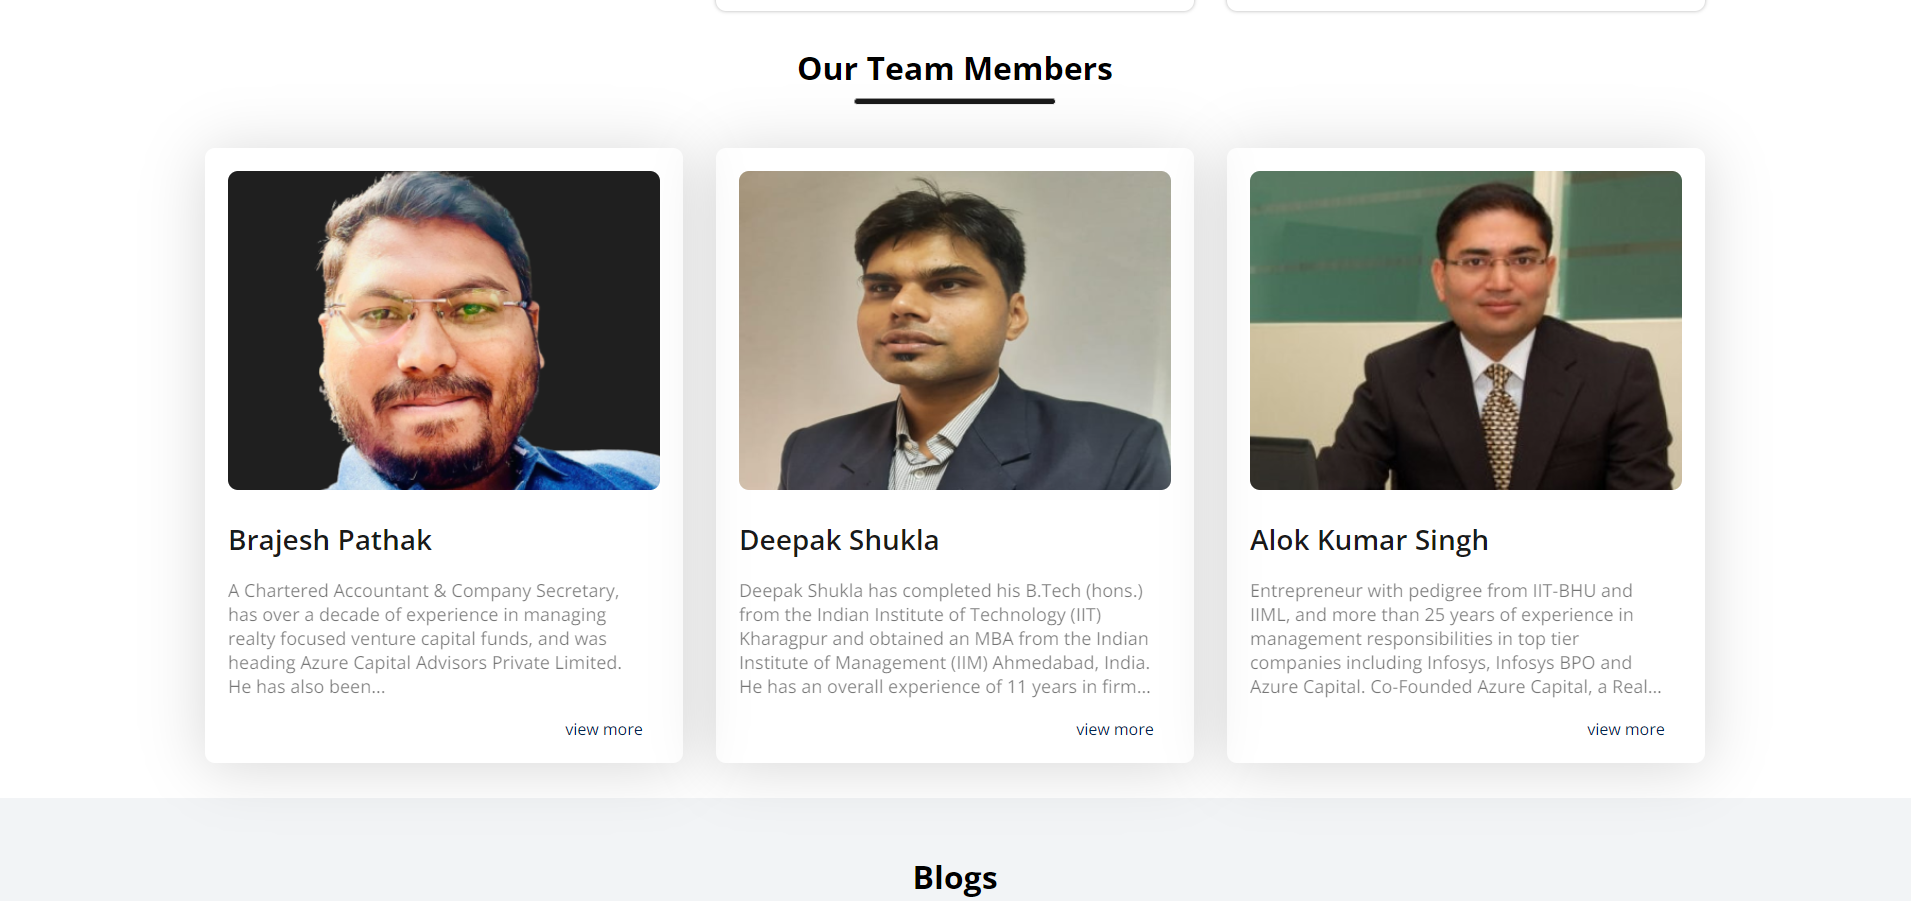 Our Team Members
Brajesh Pathak
A Chartered Accountant & Company Secretary,
has over a decade of experience in managing
realty focused venture capital funds, and was
heading Azure Capital Advisors Private Limited.
He has also been...
view more
Deepak Shukla
Deepak Shukla has completed his B.Tech (hons.)
from the Indian Institute of Technology (IIT)
Kharagpur and obtained an MBA from the Indian
Institute of Management (IIM) Ahmedabad, India.
He has an overall experience of 11 years in firm...
view more
Alok Kumar Singh
Entrepreneur with pedigree from IIT-BHU and
IIML, and more than 25 years of experience in
management responsibilities in top tier
companies including Infosys, Infosys BPO and
Azure Capital. Co-Founded Azure Capital, a Real...
view more
Blogs